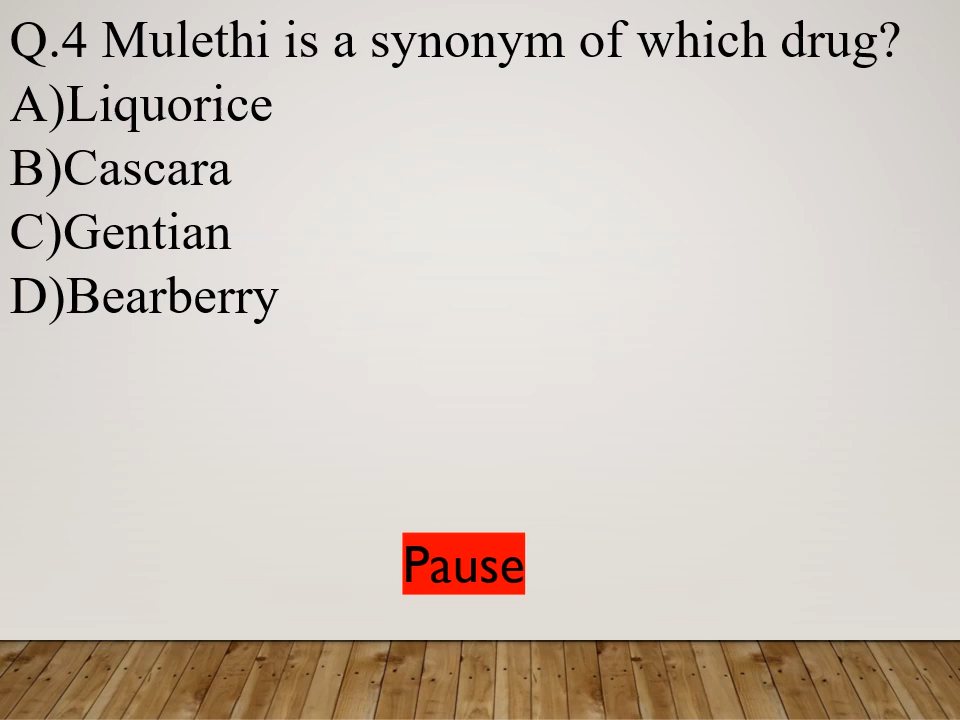 Q.4 Mulethi is a synonym of which drug?
A)Liquorice
B)Cascara
C)Gentian
D)Bearberry
Pause